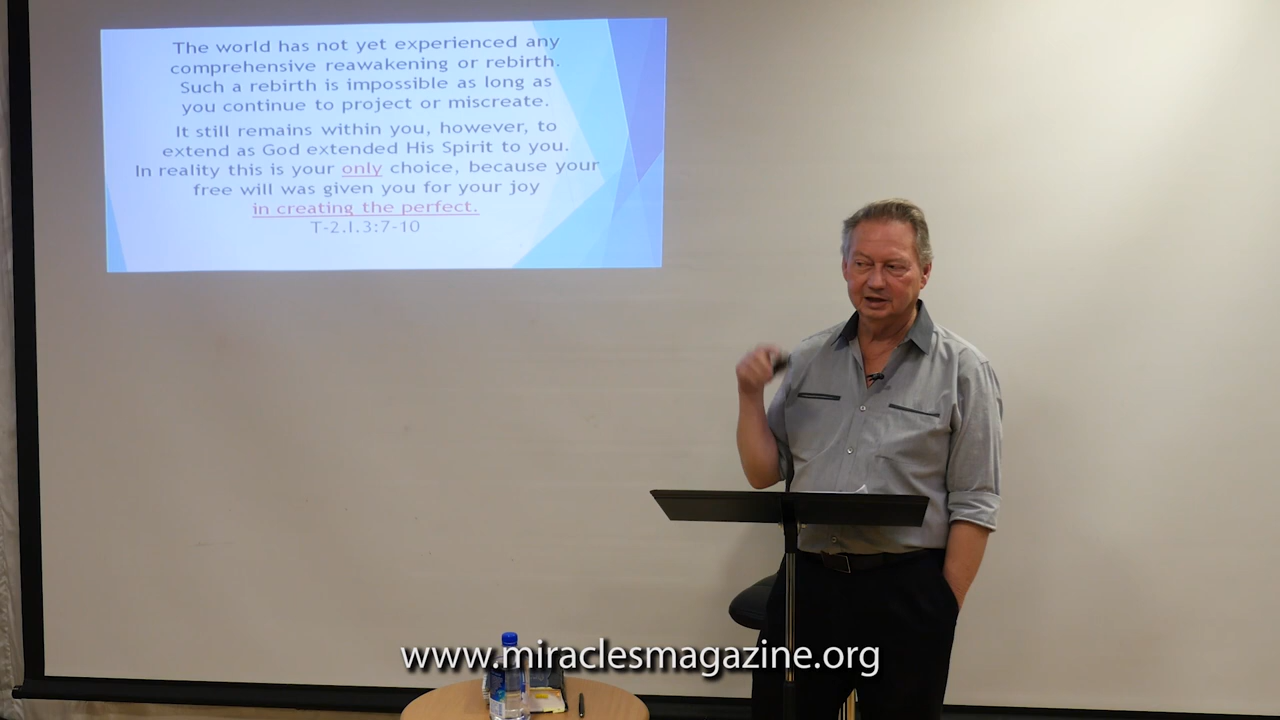 The world has not yet experienced any
comprehensive reawakening or rebirth.
Such a rebirth is impossible as long as
you continue to project or miscreate.
It still remains within you, however, to
extend as God extended His Spirit to you.
In reality this is your only choice, because your
free will was given you for your joy
in creating the perfect.
T-2.I.3:7-10
www.miraclesmagazine.org